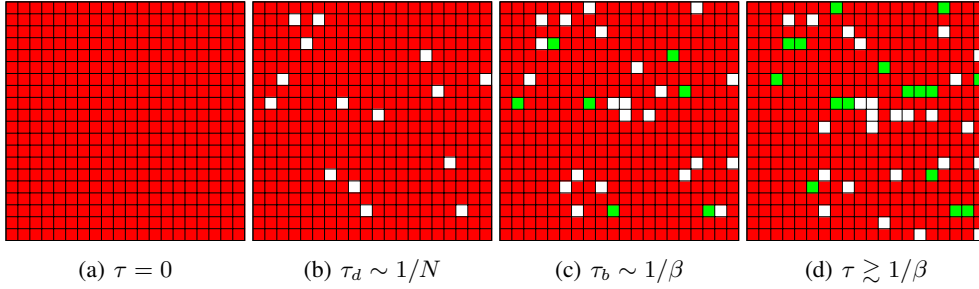 (a) τ = 0
(b) τ_d ∼ 1/N
(c) τ_b ∼ 1/β
(d) τ ≳ 1/β